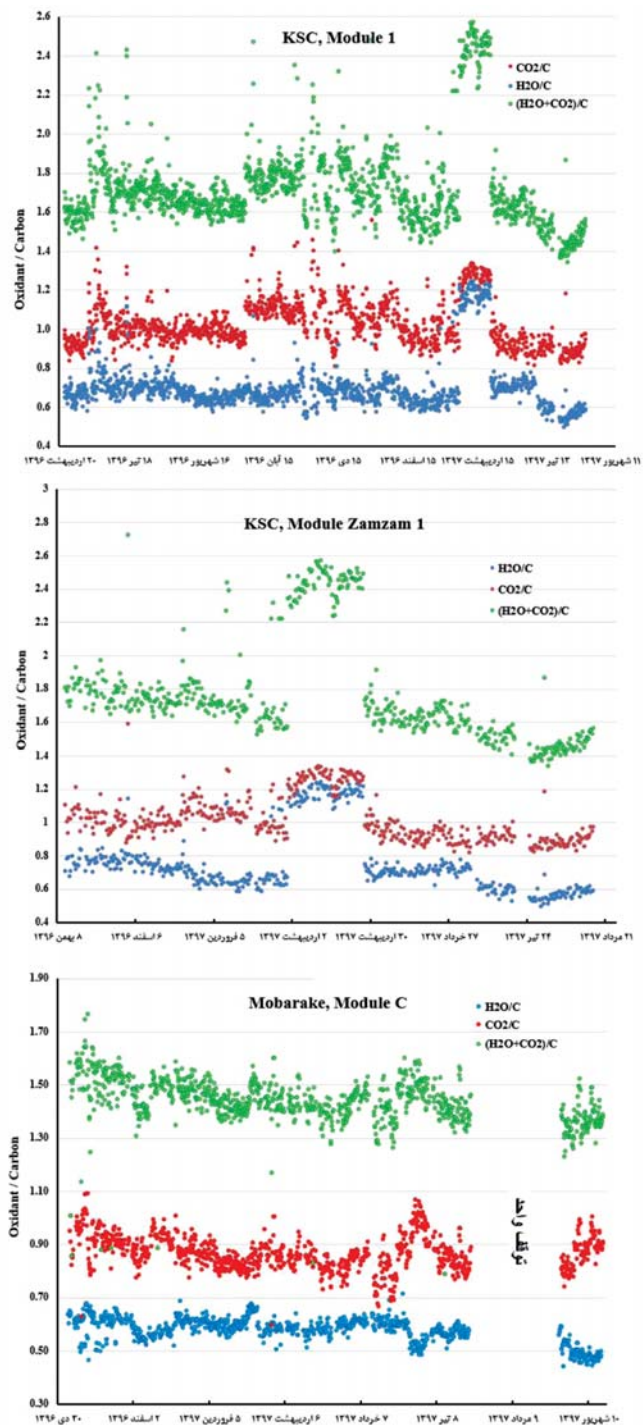 KSC, Module 1
CO2/C
H2O/C
(H2O+CO2)/C
Oxidant / Carbon
2.6
2.4
2.2
2.0
1.8
1.6
1.4
1.2
1.0
0.8
0.6
0.4
۲۰ اردیبهشت ۱۳۹۶
۱۸ تیر ۱۳۹۶
۱۶ شهریور ۱۳۹۶
۱۵ آبان ۱۳۹۶
۱۵ دی ۱۳۹۶
۱۵ اسفند ۱۳۹۶
۱۵ اردیبهشت ۱۳۹۷
۱۳ تیر ۱۳۹۷
۱۱ شهریور ۱۳۹۷
KSC, Module Zamzam 1
H2O/C
CO2/C
(H2O+CO2)/C
Oxidant / Carbon
3
2.8
2.6
2.4
2.2
2
1.8
1.6
1.4
1.2
1
0.8
0.6
0.4
۸ بهمن ۱۳۹۶
۶ اسفند ۱۳۹۶
۵ فروردین ۱۳۹۷
۲ اردیبهشت ۱۳۹۷
۳۰ اردیبهشت ۱۳۹۷
۲۷ خرداد ۱۳۹۷
۲۴ تیر ۱۳۹۷
۲۱ مرداد ۱۳۹۷
Mobarake, Module C
H2O/C
CO2/C
(H2O+CO2)/C
Oxidant / Carbon
1.90
1.70
1.50
1.30
1.10
0.90
0.70
0.50
0.30
توقف واحد
۳۰ دی ۱۳۹۶
۲ اسفند ۱۳۹۶
۵ فروردین ۱۳۹۷
۶ اردیبهشت ۱۳۹۷
۷ خرداد ۱۳۹۷
۸ تیر ۱۳۹۷
۹ مرداد ۱۳۹۷
۱۰ شهریور ۱۳۹۷